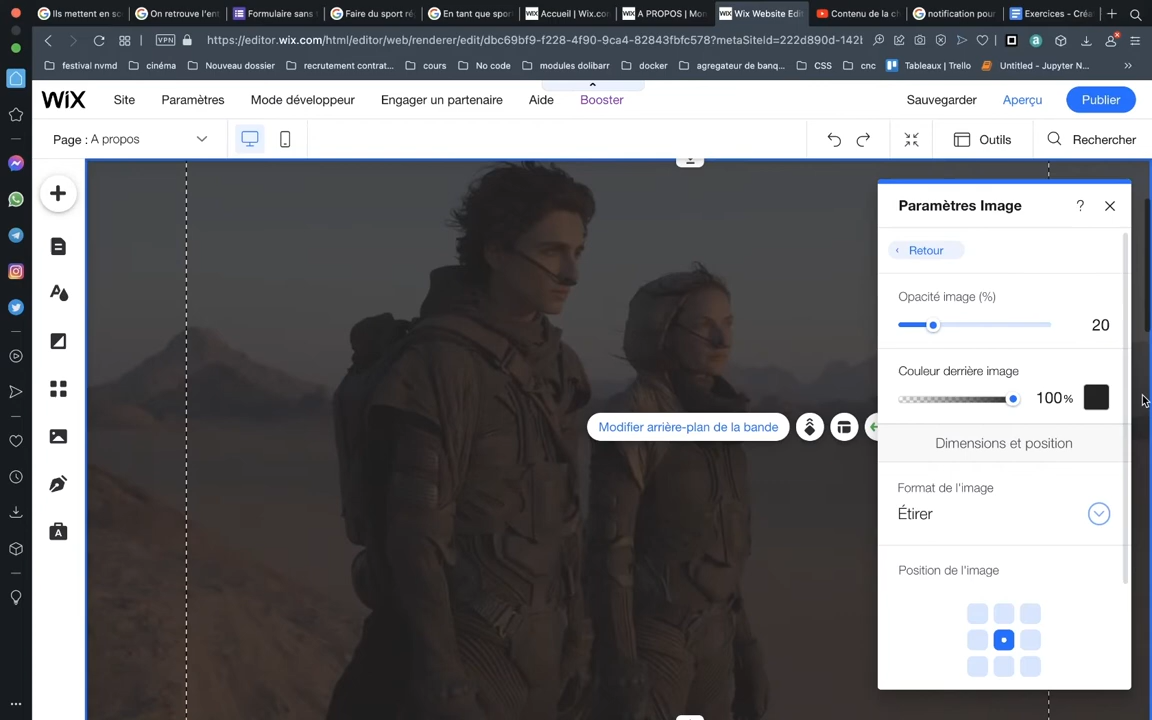 Ils mettent en sc
On retrouve l'ent
Formulaire sans
Faire du sport ré
En tant que spor
Accueil | Wix.co
A PROPOS | Mon
Wix Website Edi
Contenu de la ch
notification pour
Exercices - Créa
VPN
https://editor.wix.com/html/editor/web/renderer/edit/dbc69bf9-f228-4f90-9ca4-82843fbfc578?metaSiteId=222d890d-142b
festival nvmd
cinéma
Nouveau dossier
recrutement contrat...
cours
No code
modules dolibarr
docker
agregateur de banq...
CSS
cnc
Tableaux | Trello
Untitled - Jupyter N...
WiX
Site
Paramètres
Mode développeur
Engager un partenaire
Aide
Booster
Sauvegarder
Aperçu
Publier
Page : A propos
Outils
Rechercher
Paramètres Image
?
Retour
Opacité image (%)
20
Couleur derrière image
100%
Modifier arrière-plan de la bande
Dimensions et position
Format de l'image
Étirer
Position de l'image